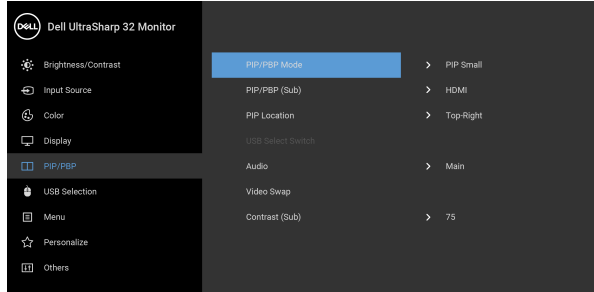 DELL Dell UltraSharp 32 Monitor
Brightness/Contrast
Input Source
Color
Display
PIP/PBP
USB Selection
Menu
Personalize
Others
PIP/PBP Mode > PIP Small
PIP/PBP (Sub) > HDMI
PIP Location > Top-Right
USB Select Switch
Audio > Main
Video Swap
Contrast (Sub) > 75